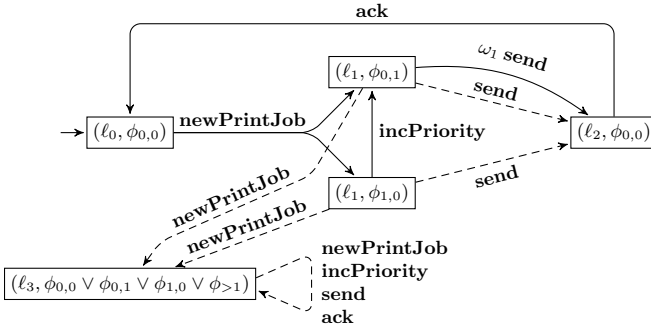 ack
(ℓ₁, ϕ₀,₁)
ω₁ send
send
(ℓ₀, ϕ₀,₀)
newPrintJob
incPriority
(ℓ₂, ϕ₀,₀)
(ℓ₁, ϕ₁,₀)
send
newPrintJob
newPrintJob
(ℓ₃, ϕ₀,₀ ∨ ϕ₀,₁ ∨ ϕ₁,₀ ∨ ϕ>₁)
newPrintJob
incPriority
send
ack